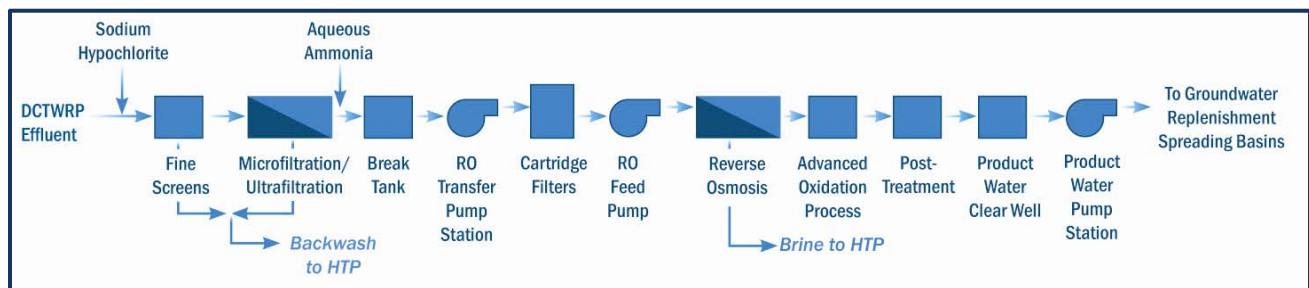 Sodium
Hypochlorite
Aqueous
Ammonia
DCTWRP
Effluent
Fine
Screens
Microfiltration/
Ultrafiltration
Break
Tank
RO
Transfer
Pump
Station
Cartridge
Filters
RO
Feed
Pump
Reverse
Osmosis
Advanced
Oxidation
Process
Post-
Treatment
Product
Water
Clear Well
Product
Water
Pump
Station
To Groundwater
Replenishment
Spreading Basins
Backwash
to HTP
Brine to HTP